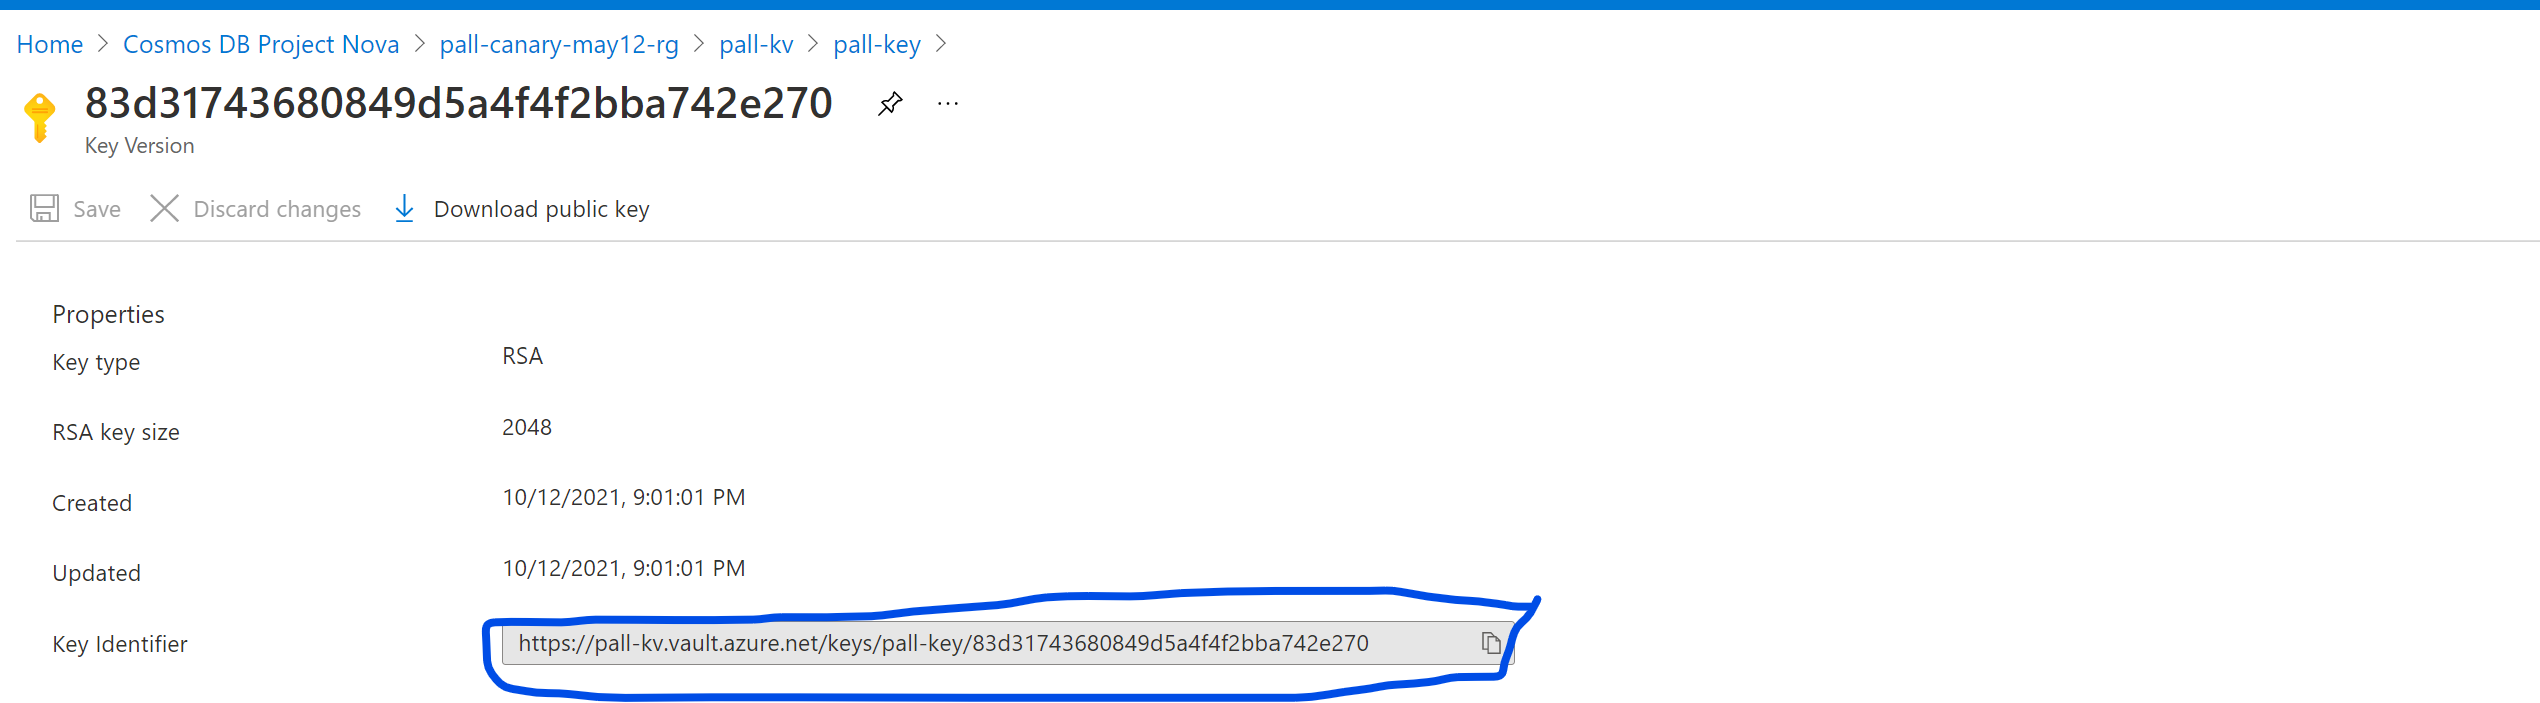 Home > Cosmos DB Project Nova > pall-canary-may12-rg > pall-kv > pall-key >
83d31743680849d5a4f4f2bba742e270 ...
Key Version
Save Discard changes Download public key
Properties
Key type RSA
RSA key size 2048
Created 10/12/2021, 9:01:01 PM
Updated 10/12/2021, 9:01:01 PM
Key Identifier https://pall-kv.vault.azure.net/keys/pall-key/83d31743680849d5a4f4f2bba742e270